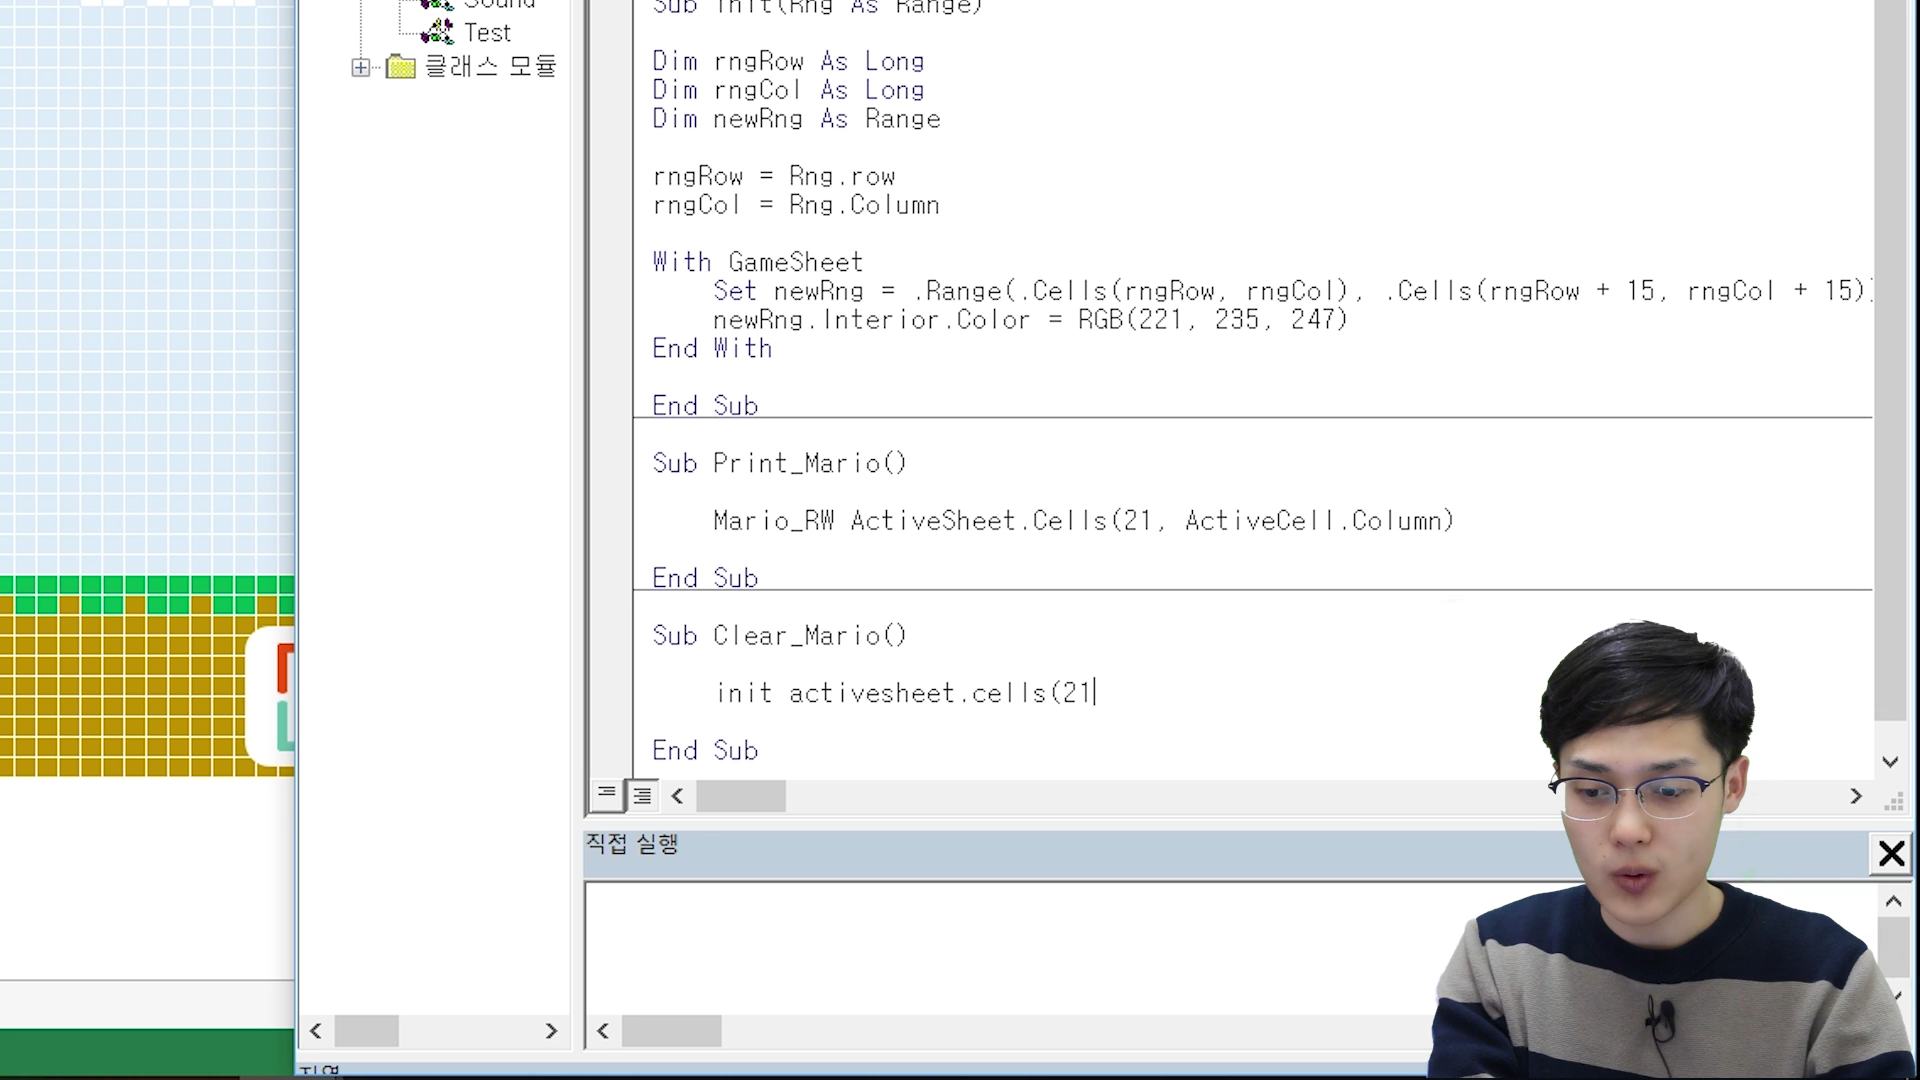 Sound
Test
클래스 모듈
Sub Init(Rng As Range)
Dim rngRow As Long
Dim rngCol As Long
Dim newRng As Range
rngRow = Rng.row
rngCol = Rng.Column
With GameSheet
Set newRng = .Range(.Cells(rngRow, rngCol), .Cells(rngRow + 15, rngCol + 15))
newRng.Interior.Color = RGB(221, 235, 247)
End With
End Sub
Sub Print_Mario()
Mario_RW ActiveSheet.Cells(21, ActiveCell.Column)
End Sub
Sub Clear_Mario()
init activesheet.cells(21
End Sub
직접 실행
지역